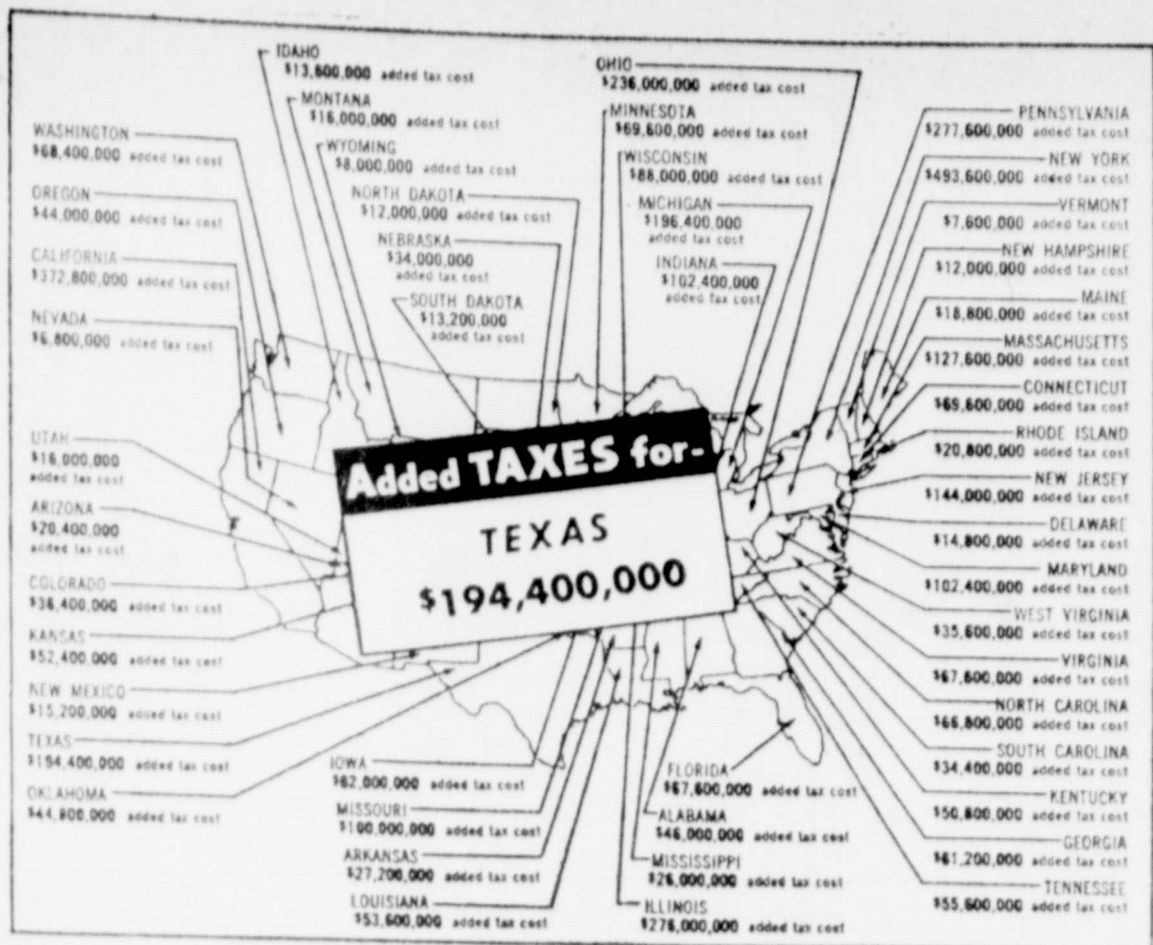 IDAHO
$13,600,000 added tax cost
MONTANA
$16,000,000 added tax cost
WYOMING
$8,000,000 added tax cost
NORTH DAKOTA
$12,000,000 added tax cost
NEBRASKA
$34,000,000
added tax cost
SOUTH DAKOTA
$13,200,000
added tax cost
OHIO
$236,000,000 added tax cost
MINNESOTA
$69,600,000 added tax cost
WISCONSIN
$88,000,000 added tax cost
MICHIGAN
$196,400,000
added tax cost
INDIANA
$102,400,000
added tax cost
WASHINGTON
$68,400,000 added tax cost
OREGON
$44,000,000 added tax cost
CALIFORNIA
$372,800,000 added tax cost
NEVADA
$6,800,000 added tax cost
UTAH
$16,000,000
added tax cost
ARIZONA
$20,400,000
added tax cost
COLORADO
$36,400,000 added tax cost
KANSAS
$52,400,000 added tax cost
NEW MEXICO
$15,200,000 added tax cost
TEXAS
$194,400,000 added tax cost
OKLAHOMA
$44,800,000 added tax cost
Added TAXES for-
TEXAS
$194,400,000
PENNSYLVANIA
$277,600,000 added tax cost
NEW YORK
$493,600,000 added tax cost
VERMONT
$7,600,000 added tax cost
NEW HAMPSHIRE
$12,000,000 added tax cost
MAINE
$18,800,000 added tax cost
MASSACHUSETTS
$127,600,000 added tax cost
CONNECTICUT
$69,600,000 added tax cost
RHODE ISLAND
$20,800,000 added tax cost
NEW JERSEY
$144,000,000 added tax cost
DELAWARE
$14,800,000 added tax cost
MARYLAND
$102,400,000 added tax cost
WEST VIRGINIA
$35,600,000 added tax cost
VIRGINIA
$67,600,000 added tax cost
NORTH CAROLINA
$66,800,000 added tax cost
SOUTH CAROLINA
$34,400,000 added tax cost
KENTUCKY
$50,800,000 added tax cost
GEORGIA
$61,200,000 added tax cost
TENNESSEE
$55,600,000 added tax cost
IOWA
$62,000,000 added tax cost
MISSOURI
$100,000,000 added tax cost
ARKANSAS
$27,200,000 added tax cost
LOUISIANA
$53,600,000 added tax cost
FLORIDA
$67,600,000 added tax cost
ALABAMA
$46,000,000 added tax cost
MISSISSIPPI
$26,000,000 added tax cost
ILLINOIS
$276,000,000 added tax cost